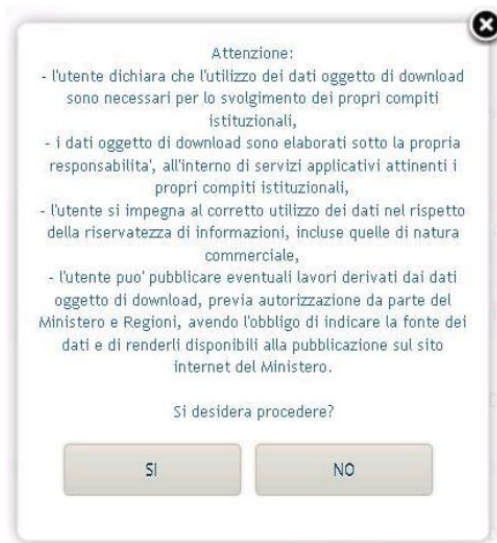 Attenzione:
- l'utente dichiara che l'utilizzo dei dati oggetto di download
sono necessari per lo svolgimento dei propri compiti
istituzionali,
- i dati oggetto di download sono elaborati sotto la propria
responsabilita', all'interno di servizi applicativi attinenti i
propri compiti istituzionali,
- l'utente si impegna al corretto utilizzo dei dati nel rispetto
della riservatezza di informazioni, incluse quelle di natura
commerciale,
- l'utente puo' pubblicare eventuali lavori derivati dai dati
oggetto di download, previa autorizzazione da parte del
Ministero e Regioni, avendo l'obbligo di indicare la fonte dei
dati e di renderli disponibili alla pubblicazione sul sito
internet del Ministero.
Si desidera procedere?
SI NO